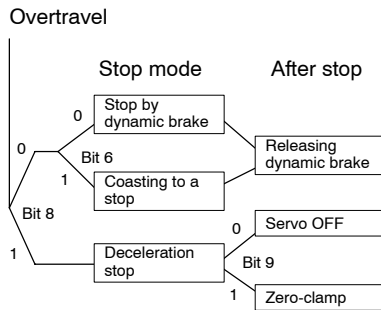 Overtravel
Stop mode
After stop
0
Stop by
dynamic brake
0
Bit 6
Releasing
dynamic brake
1
Coasting to a
stop
Bit 8
0
Servo OFF
1
Deceleration
stop
Bit 9
1
Zero-clamp